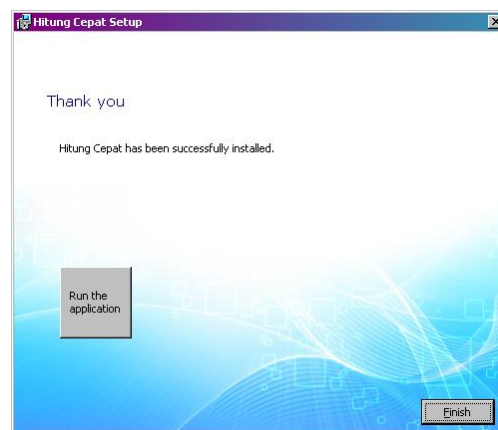 Hitung Cepat Setup
Thank you
Hitung Cepat has been successfully installed.
Run the
application
Finish